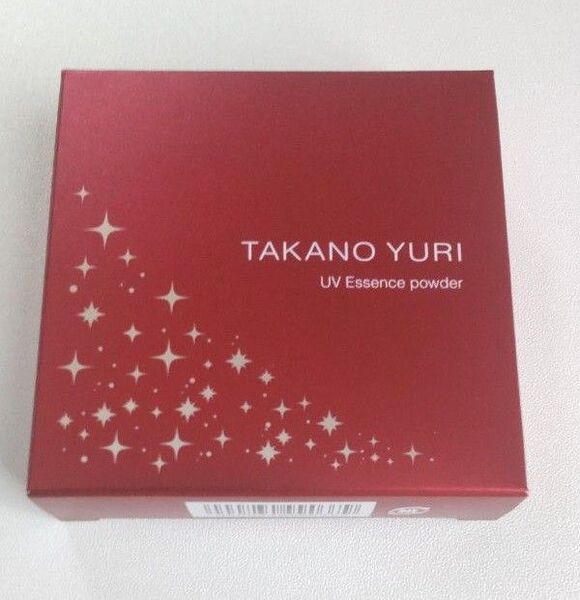 TAKANO YURI
UV Essence powder